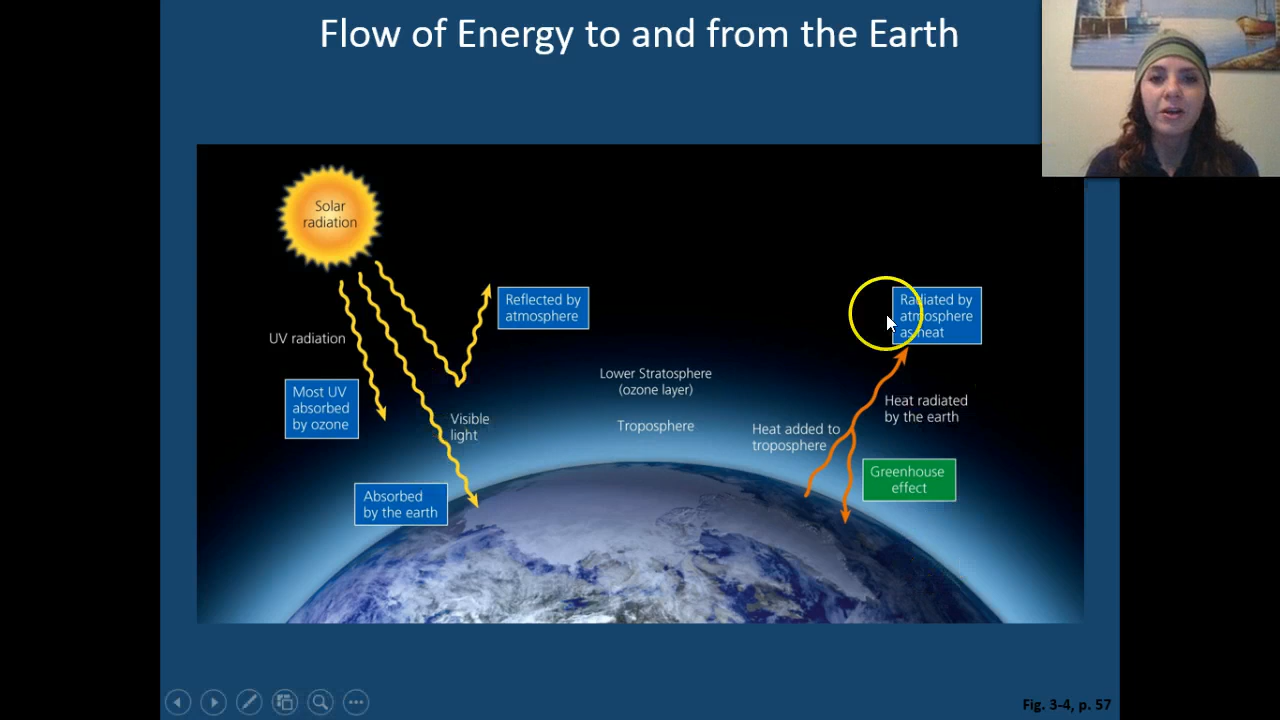 Flow of Energy to and from the Earth
Solar
radiation
Reflected by
atmosphere
Radiated by
atmosphere
as heat
UV radiation
Lower Stratosphere
(ozone layer)
Most UV
absorbed
by ozone
Visible
light
Troposphere
Heat added to
troposphere
Heat radiated
by the earth
Greenhouse
effect
Absorbed
by the earth
Fig. 3-4, p. 57